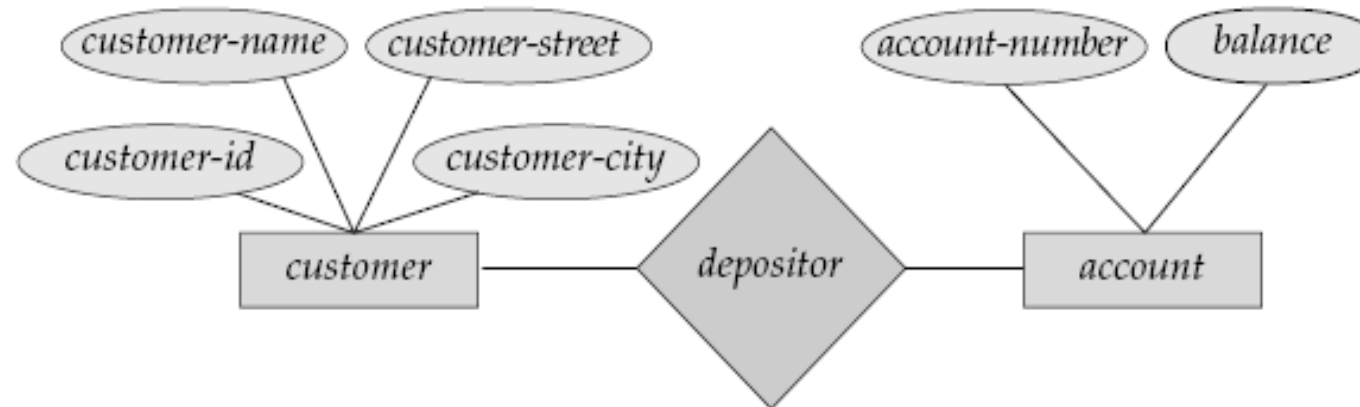 customer-name
customer-street
account-number
balance
customer-id
customer-city
customer
depositor
account